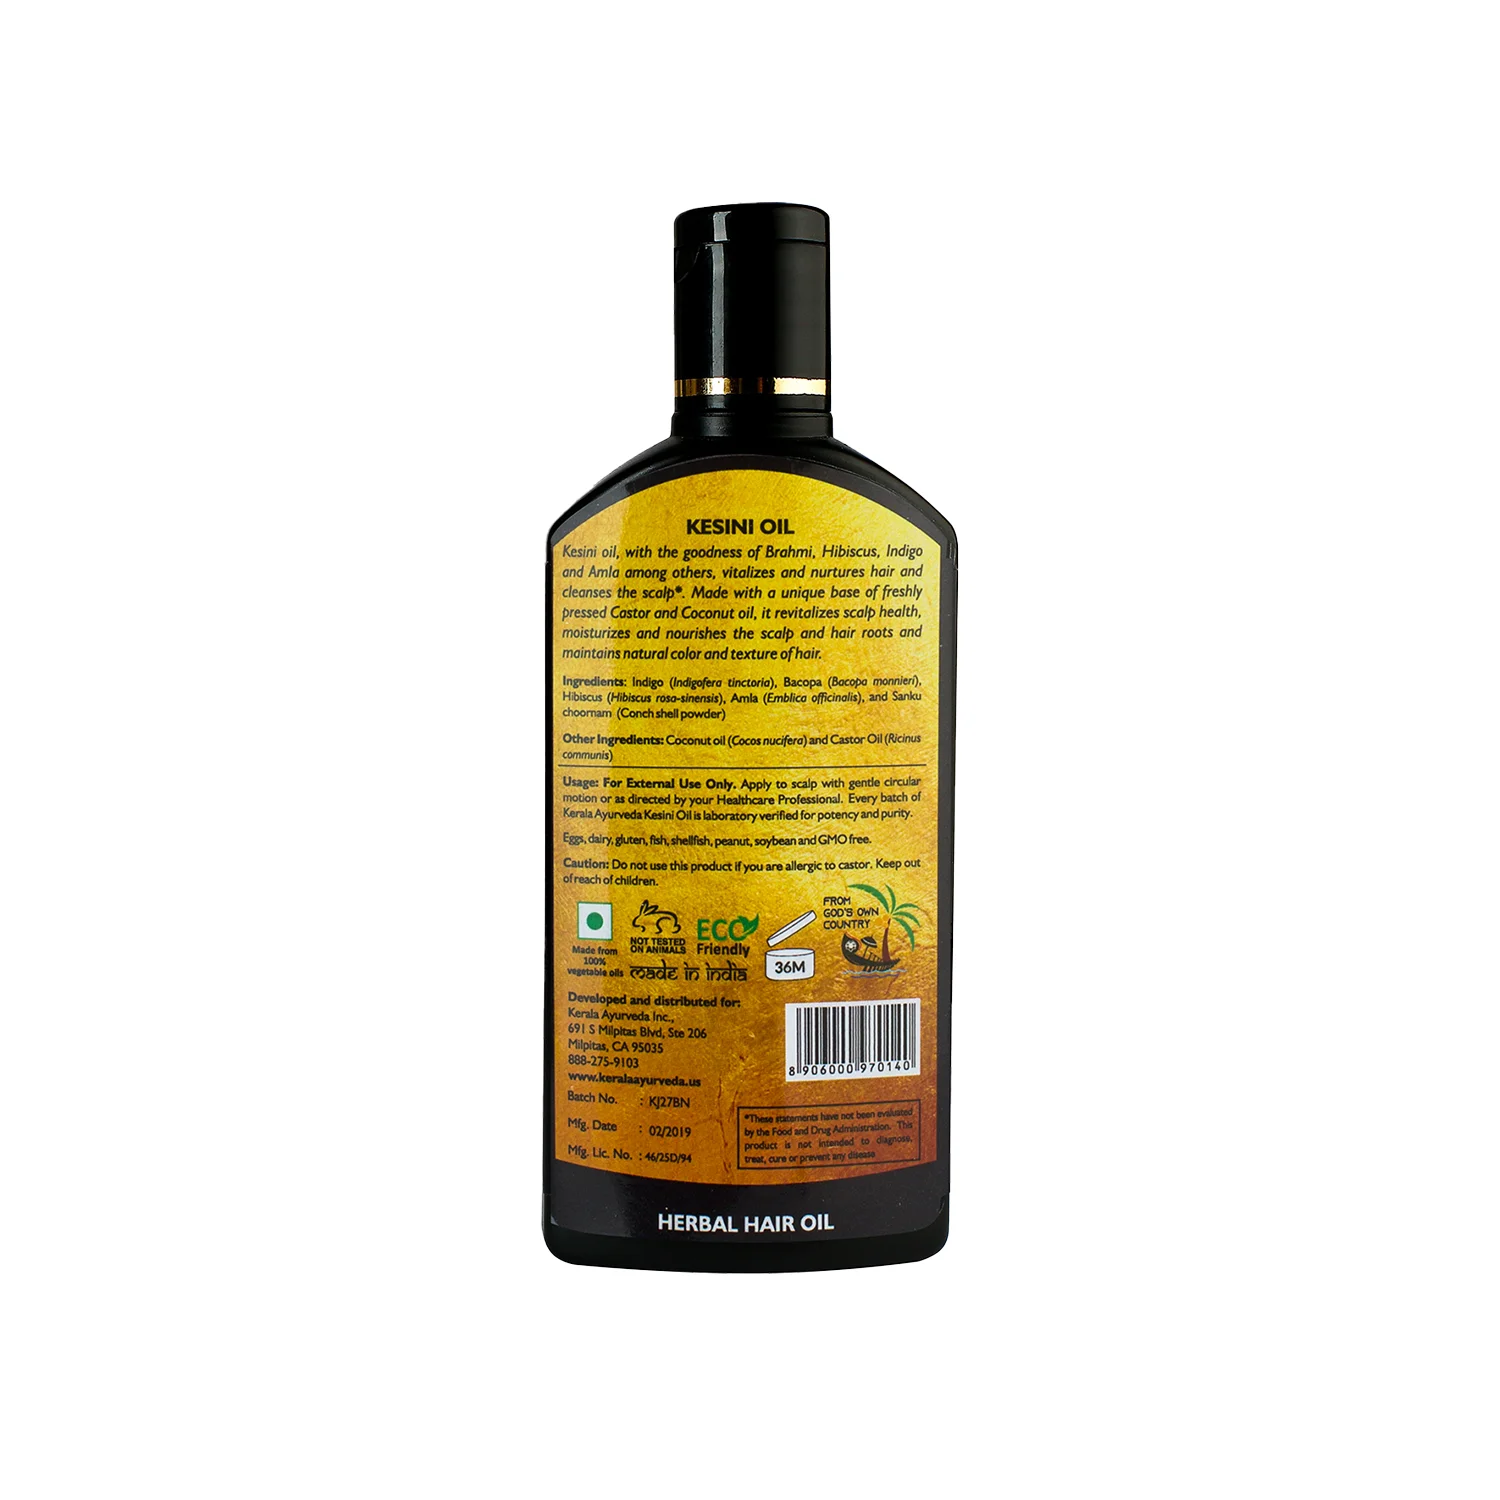 KESINI OIL
Kesini oil, with the goodness of Brahmi, Hibiscus, Indigo
and Amla among others, vitalizes and nurtures hair and
cleanses the scalp*. Made with a unique base of freshly
pressed Castor and Coconut oil, it revitalizes scalp health,
moisturizes and nourishes the scalp and hair roots and
maintains natural color and texture of hair.
Ingredients: Indigo (Indigofera tinctoria), Bacopa (Bacopa monnieri),
Hibiscus (Hibiscus rosa-sinensis), Amla (Emblica officinalis), and Sanku
choornam (Conch shell powder)
Other Ingredients: Coconut oil (Cocos nucifera) and Castor Oil (Ricinus
communis)
Usage: For External Use Only. Apply to scalp with gentle circular
motion or as directed by your Healthcare Professional. Every batch of
Kerala Ayurveda Kesini Oil is laboratory verified for potency and purity.
Eggs, dairy, gluten, fish, shellfish, peanut, soybean and GMO free.
Caution: Do not use this product if you are allergic to castor. Keep out
of reach of children.
Made from
100%
vegetable oils
NOT TESTED
ON ANIMALS
ECO
Friendly
made in india
36M
FROM
GOD'S OWN
COUNTRY
Developed and distributed for:
Kerala Ayurveda Inc.,
691 S Milpitas Blvd, Ste 206
Milpitas, CA 95035
888-275-9103
www.keralaayurveda.us
Batch No. : KJ27BN
Mfg. Date : 02/2019
Mfg. Lic. No. : 46/25D/94
8 906000 970140
*These statements have not been evaluated
by the Food and Drug Administration. This
product is not intended to diagnose,
treat, cure or prevent any disease
HERBAL HAIR OIL